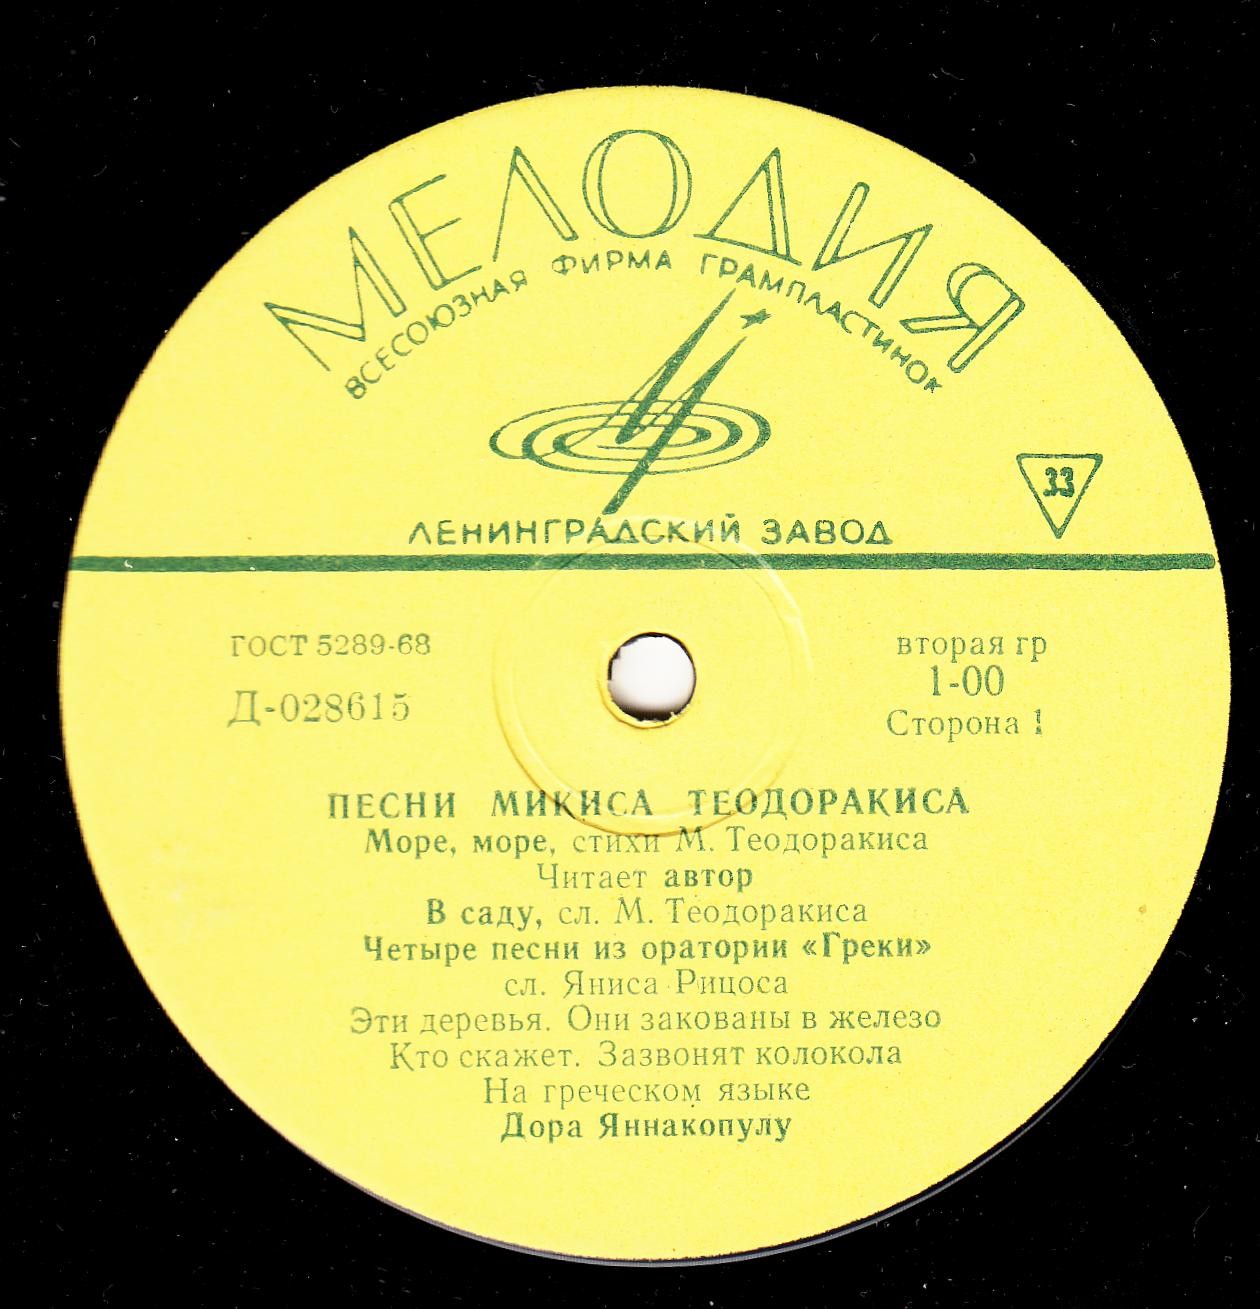 МЕЛОДИЯ
ВСЕСОЮЗНАЯ ФИРМА ГРАМПЛАСТИНОК
33
ЛЕНИНГРАДСКИЙ ЗАВОД
ГОСТ 5289-68
вторая гр
Д-028615
1-00
Сторона 1
ПЕСНИ МИКИСА ТЕОДОРАКИСА
Море, море, стихи М. Теодоракиса
Читает автор
В саду, сл. М. Теодоракиса
Четыре песни из оратории «Греки»
сл. Яниса Рицоса
Эти деревья. Они закованы в железо
Кто скажет. Зазвонят колокола
На греческом языке
Дора Яннакопулу